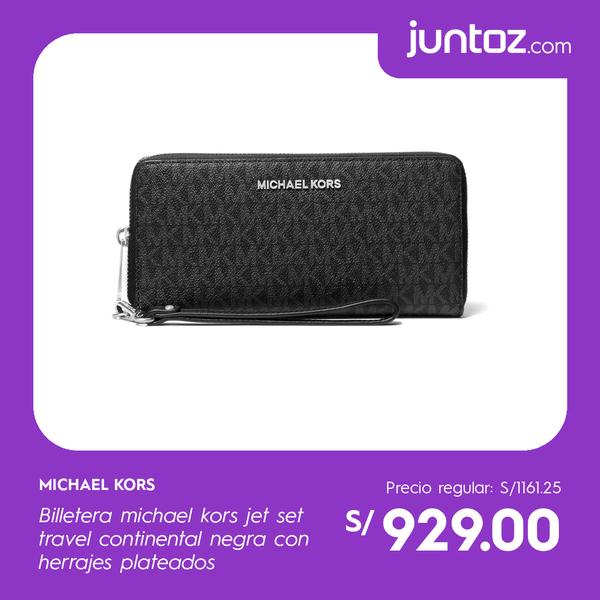 juntoz.com
MICHAEL KORS
MICHAEL KORS
Billetera michael kors jet set
travel continental negra con
herrajes plateados
Precio regular: S/1161.25
S/ 929.00